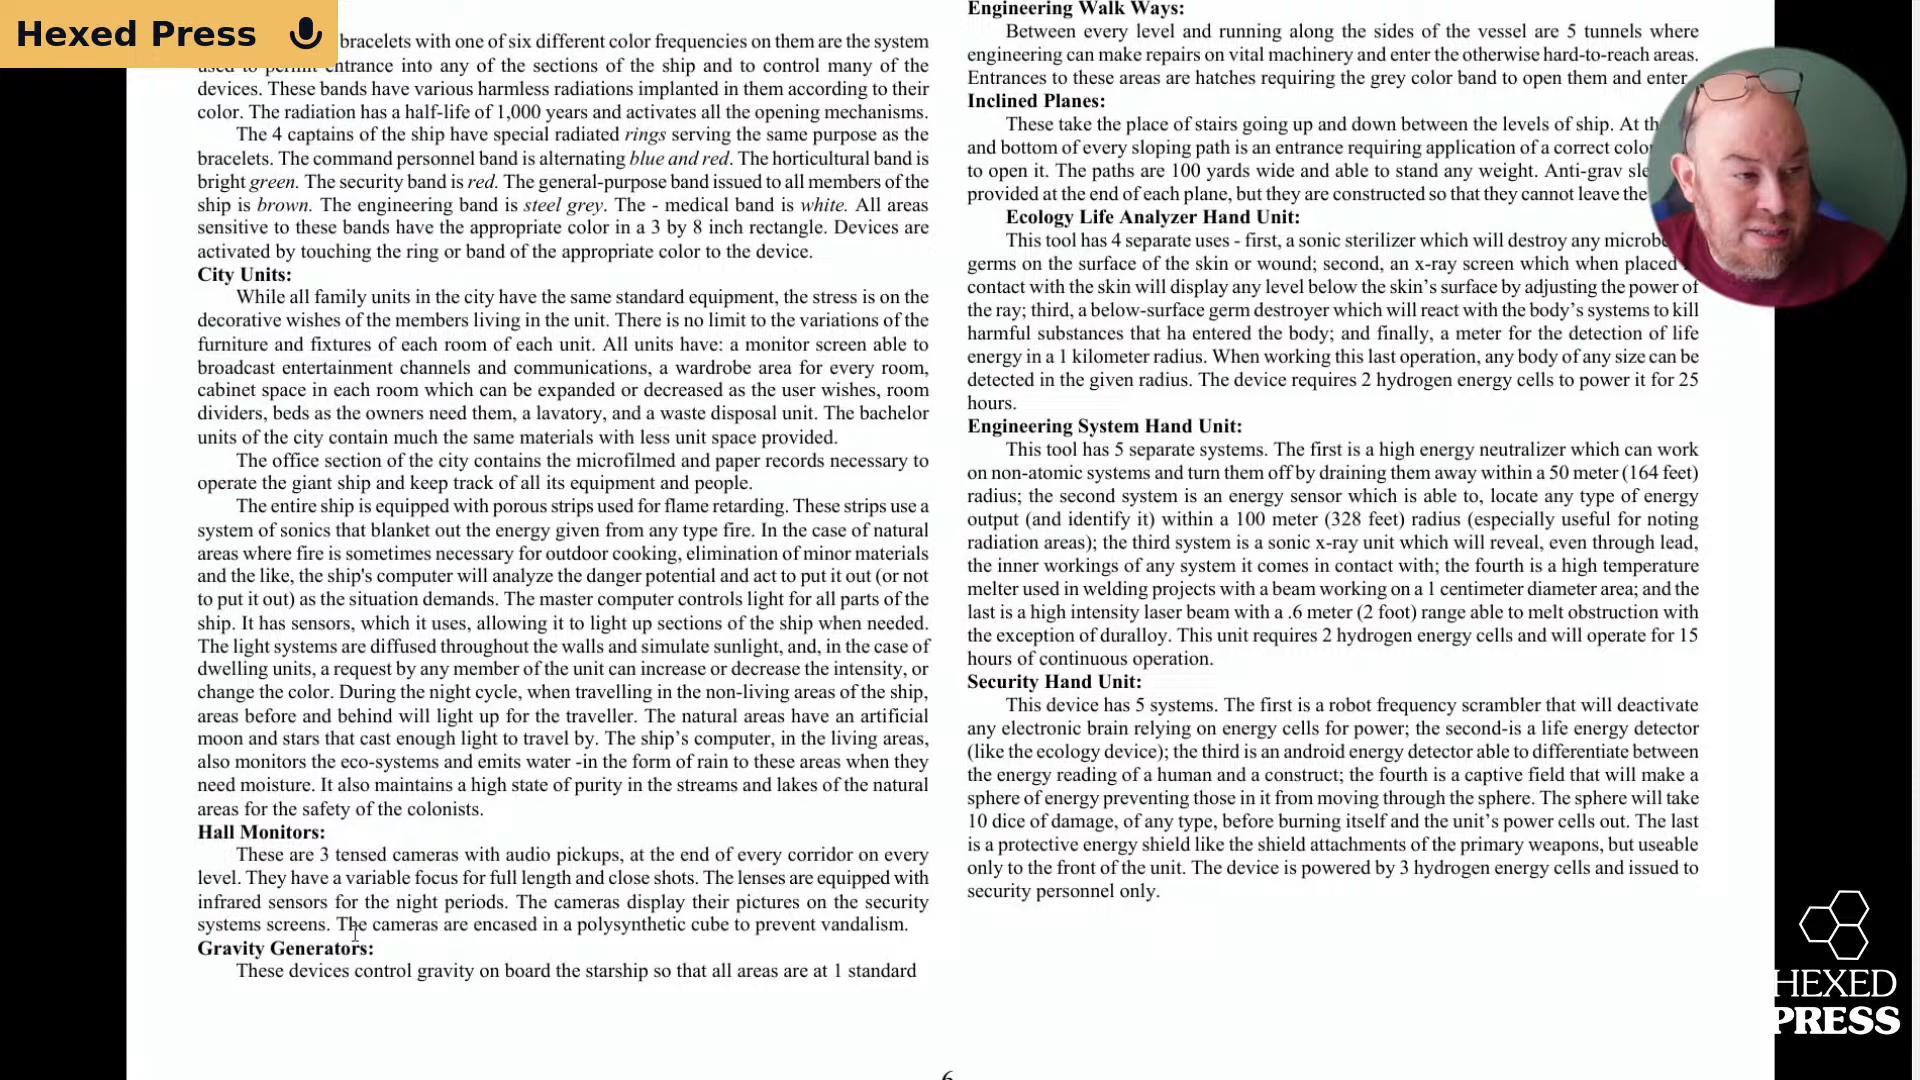 Hexed Press
bracelets with one of six different color frequencies on them are the system
used to permit entrance into any of the sections of the ship and to control many of the
devices. These bands have various harmless radiations implanted in them according to their
color. The radiation has a half-life of 1,000 years and activates all the opening mechanisms.
The 4 captains of the ship have special radiated rings serving the same purpose as the
bracelets. The command personnel band is alternating blue and red. The horticultural band is
bright green. The security band is red. The general-purpose band issued to all members of the
ship is brown. The engineering band is steel grey. The - medical band is white. All areas
sensitive to these bands have the appropriate color in a 3 by 8 inch rectangle. Devices are
activated by touching the ring or band of the appropriate color to the device.
City Units:
While all family units in the city have the same standard equipment, the stress is on the
decorative wishes of the members living in the unit. There is no limit to the variations of the
furniture and fixtures of each room of each unit. All units have: a monitor screen able to
broadcast entertainment channels and communications, a wardrobe area for every room,
cabinet space in each room which can be expanded or decreased as the user wishes, room
dividers, beds as the owners need them, a lavatory, and a waste disposal unit. The bachelor
units of the city contain much the same materials with less unit space provided.
The office section of the city contains the microfilmed and paper records necessary to
operate the giant ship and keep track of all its equipment and people.
The entire ship is equipped with porous strips used for flame retarding. These strips use a
system of sonics that blanket out the energy given from any type fire. In the case of natural
areas where fire is sometimes necessary for outdoor cooking, elimination of minor materials
and the like, the ship's computer will analyze the danger potential and act to put it out (or not
to put it out) as the situation demands. The master computer controls light for all parts of the
ship. It has sensors, which it uses, allowing it to light up sections of the ship when needed.
The light systems are diffused throughout the walls and simulate sunlight, and, in the case of
dwelling units, a request by any member of the unit can increase or decrease the intensity, or
change the color. During the night cycle, when travelling in the non-living areas of the ship,
areas before and behind will light up for the traveller. The natural areas have an artificial
moon and stars that cast enough light to travel by. The ship's computer, in the living areas,
also monitors the eco-systems and emits water -in the form of rain to these areas when they
need moisture. It also maintains a high state of purity in the streams and lakes of the natural
areas for the safety of the colonists.
Hall Monitors:
These are 3 tensed cameras with audio pickups, at the end of every corridor on every
level. They have a variable focus for full length and close shots. The lenses are equipped with
infrared sensors for the night periods. The cameras display their pictures on the security
systems screens. The cameras are encased in a polysynthetic cube to prevent vandalism.
Gravity Generators:
These devices control gravity on board the starship so that all areas are at 1 standard
Engineering Walk Ways:
Between every level and running along the sides of the vessel are 5 tunnels where
engineering can make repairs on vital machinery and enter the otherwise hard-to-reach areas.
Entrances to these areas are hatches requiring the grey color band to open them and enter
Inclined Planes:
These take the place of stairs going up and down between the levels of ship. At
and bottom of every sloping path is an entrance requiring application of a correct
to open it. The paths are 100 yards wide and able to stand any weight. Anti-grav
provided at the end of each plane, but they are constructed so that they cannot leave the
Ecology Life Analyzer Hand Unit:
This tool has 4 separate uses - first, a sonic sterilizer which will destroy any
germs on the surface of the skin or wound; second, an x-ray screen which when placed
contact with the skin will display any level below the skin's surface by adjusting the power of
the ray; third, a below-surface germ destroyer which will react with the body's systems to kill
harmful substances that ha entered the body; and finally, a meter for the detection of life
energy in a 1 kilometer radius. When working this last operation, any body of any size can be
detected in the given radius. The device requires 2 hydrogen energy cells to power it for 25
hours.
Engineering System Hand Unit:
This tool has 5 separate systems. The first is a high energy neutralizer which can work
on non-atomic systems and turn them off by draining them away within a 50 meter (164 feet)
radius; the second system is an energy sensor which is able to, locate any type of energy
output (and identify it) within a 100 meter (328 feet) radius (especially useful for noting
radiation areas); the third system is a sonic x-ray unit which will reveal, even through lead,
the inner workings of any system it comes in contact with; the fourth is a high temperature
melter used in welding projects with a beam working on a 1 centimeter diameter area; and the
last is a high intensity laser beam with a .6 meter (2 foot) range able to melt obstruction with
the exception of duralloy. This unit requires 2 hydrogen energy cells and will operate for 15
hours of continuous operation.
Security Hand Unit:
This device has 5 systems. The first is a robot frequency scrambler that will deactivate
any electronic brain relying on energy cells for power; the second-is a life energy detector
(like the ecology device); the third is an android energy detector able to differentiate between
the energy reading of a human and a construct; the fourth is a captive field that will make a
sphere of energy preventing those in it from moving through the sphere. The sphere will take
10 dice of damage, of any type, before burning itself and the unit's power cells out. The last
is a protective energy shield like the shield attachments of the primary weapons, but useable
only to the front of the unit. The device is powered by 3 hydrogen energy cells and issued to
security personnel only.
HEXED
PRESS